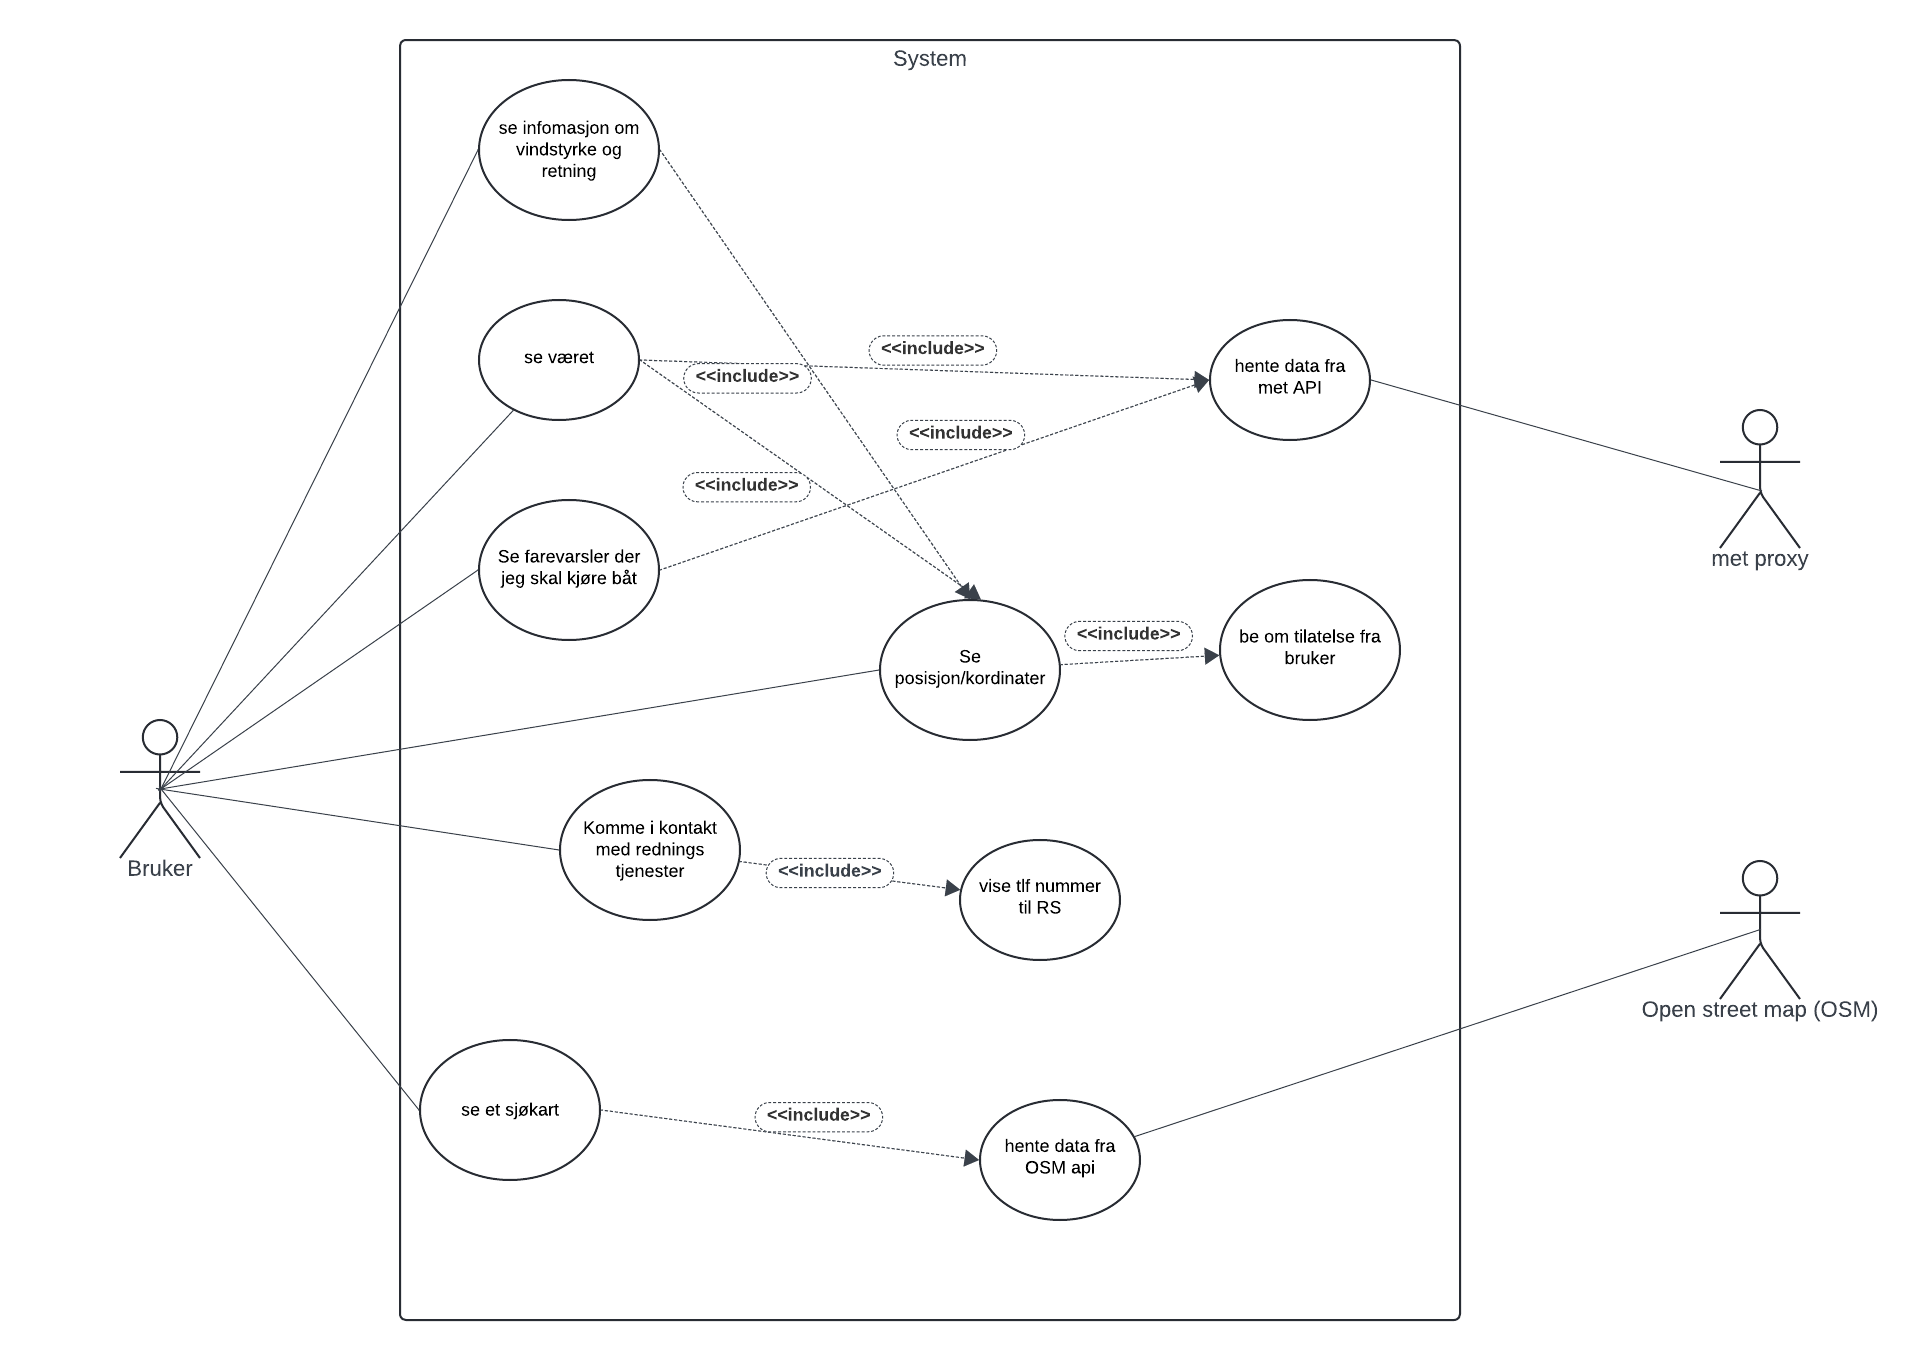 System
se infomasjon om
vindstyrke og
retning
se været
<<include>>
<<include>>
hente data fra
met API
<<include>>
<<include>>
Se farevarsler der
jeg skal kjøre båt
met proxy
Se
posisjon/kordinater
<<include>>
be om tilatelse fra
bruker
Bruker
Komme i kontakt
med rednings
tjenester
<<include>>
vise tlf nummer
til RS
Open street map (OSM)
se et sjøkart
<<include>>
hente data fra
OSM api